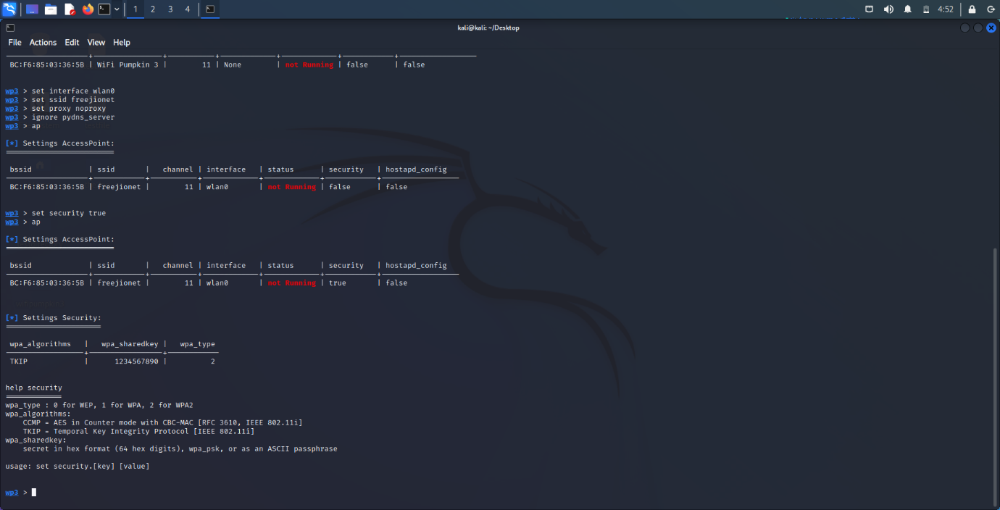 1 2 3 4 4:52
kali@kali: ~/Desktop
File Actions Edit View Help
BC:F6:85:03:36:5B | WiFi Pumpkin 3 | 11 | None | not Running | false | false
wp3 > set interface wlan0
wp3 > set ssid freejionet
wp3 > set proxy noproxy
wp3 > ignore pydns_server
wp3 > ap
[*] Settings AccessPoint:
bssid | ssid | channel | interface | status | security | hostapd_config
BC:F6:85:03:36:5B | freejionet | 11 | wlan0 | not Running | false | false
wp3 > set security true
wp3 > ap
[*] Settings AccessPoint:
bssid | ssid | channel | interface | status | security | hostapd_config
BC:F6:85:03:36:5B | freejionet | 11 | wlan0 | not Running | true | false
[*] Settings Security:
wpa_algorithms | wpa_sharedkey | wpa_type
TKIP | 1234567890 | 2
help security
wpa_type : 0 for WEP, 1 for WPA, 2 for WPA2
wpa_algorithms:
CCMP - AES in Counter mode with CBC-MAC [RFC 3610, IEEE 802.11i]
TKIP - Temporal Key Integrity Protocol [IEEE 802.11i]
wpa_sharedkey:
secret in hex format (64 hex digits), wpa_psk, or as an ASCII passphrase
usage: set security.[key] [value]
wp3 >